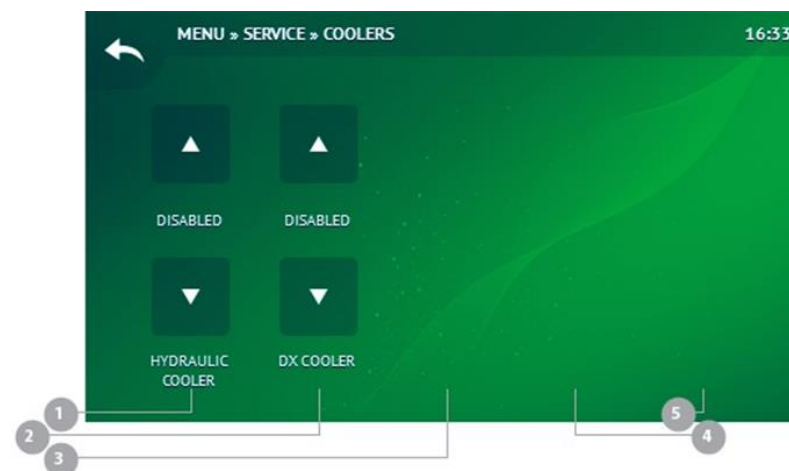 MENU » SERVICE » COOLERS
16:33
DISABLED
DISABLED
HYDRAULIC
COOLER
DX COOLER
1
2
3
5
4